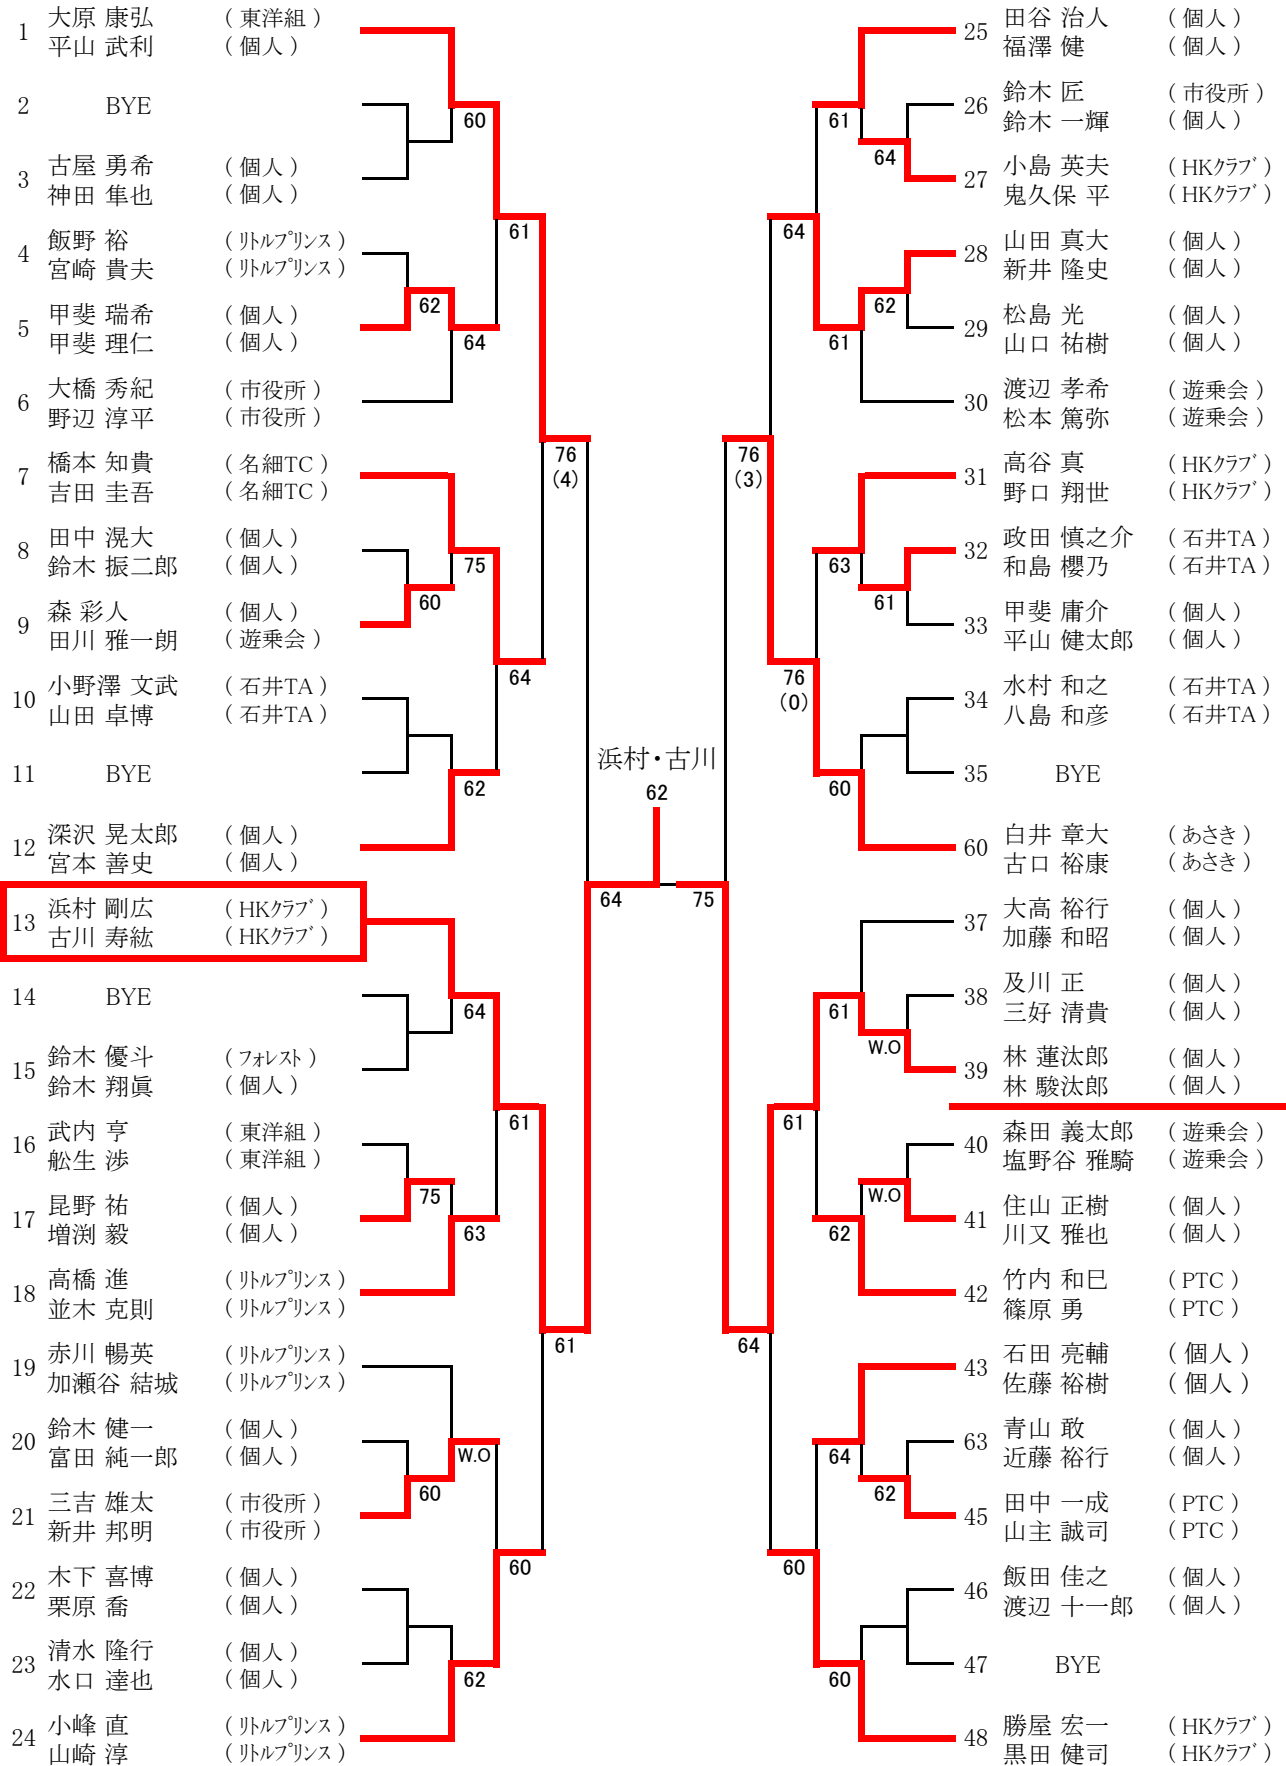 1 大原 康弘 ( 東洋組 )
平山 武利 ( 個人 )
2 BYE
3 古屋 勇希 ( 個人 )
神田 隼也 ( 個人 )
4 飯野 裕 ( ﾘﾄﾙﾌﾟﾘﾝｽ )
宮崎 貴夫 ( ﾘﾄﾙﾌﾟﾘﾝｽ )
5 甲斐 瑞希 ( 個人 )
甲斐 理仁 ( 個人 )
6 大橋 秀紀 ( 市役所 )
野辺 淳平 ( 市役所 )
7 橋本 知貴 ( 名細TC )
吉田 圭吾 ( 名細TC )
8 田中 滉大 ( 個人 )
鈴木 振二郎 ( 個人 )
9 森 彩人 ( 個人 )
田川 雅一朗 ( 遊乗会 )
10 小野澤 文武 ( 石井TA )
山田 卓博 ( 石井TA )
11 BYE
12 深沢 晃太郎 ( 個人 )
宮本 善史 ( 個人 )
13 浜村 剛広 ( HKｸﾗﾌﾞ )
古川 寿紘 ( HKｸﾗﾌﾞ )
14 BYE
15 鈴木 優斗 ( ﾌｫﾚｽﾄ )
鈴木 翔眞 ( 個人 )
16 武内 亨 ( 東洋組 )
舩生 渉 ( 東洋組 )
17 昆野 祐 ( 個人 )
増渕 毅 ( 個人 )
18 高橋 進 ( ﾘﾄﾙﾌﾟﾘﾝｽ )
並木 克則 ( ﾘﾄﾙﾌﾟﾘﾝｽ )
19 赤川 暢英 ( ﾘﾄﾙﾌﾟﾘﾝｽ )
加瀬谷 結城 ( ﾘﾄﾙﾌﾟﾘﾝｽ )
20 鈴木 健一 ( 個人 )
富田 純一郎 ( 個人 )
21 三吉 雄太 ( 市役所 )
新井 邦明 ( 市役所 )
22 木下 喜博 ( 個人 )
栗原 喬 ( 個人 )
23 清水 隆行 ( 個人 )
水口 達也 ( 個人 )
24 小峰 直 ( ﾘﾄﾙﾌﾟﾘﾝｽ )
山崎 淳 ( ﾘﾄﾙﾌﾟﾘﾝｽ )
60
61
62
64
76
(4)
75
60
64
62
64
61
75
63
61
W.O
60
60
62
浜村・古川
62
64 75
61
64
64
62
61
76
(3)
63
61
76
(0)
60
61
W.O
61
W.O
62
64
64
62
60
60
25 田谷 治人 ( 個人 )
福澤 健 ( 個人 )
26 鈴木 匠 ( 市役所 )
鈴木 一輝 ( 個人 )
27 小島 英夫 ( HKｸﾗﾌﾞ )
鬼久保 平 ( HKｸﾗﾌﾞ )
28 山田 真大 ( 個人 )
新井 隆史 ( 個人 )
29 松島 光 ( 個人 )
山口 祐樹 ( 個人 )
30 渡辺 孝希 ( 遊乗会 )
松本 篤弥 ( 遊乗会 )
31 高谷 真 ( HKｸﾗﾌﾞ )
野口 翔世 ( HKｸﾗﾌﾞ )
32 政田 慎之介 ( 石井TA )
和島 櫻乃 ( 石井TA )
33 甲斐 庸介 ( 個人 )
平山 健太郎 ( 個人 )
34 水村 和之 ( 石井TA )
八島 和彦 ( 石井TA )
35 BYE
60 白井 章大 ( あさき )
古口 裕康 ( あさき )
37 大高 裕行 ( 個人 )
加藤 和昭 ( 個人 )
38 及川 正 ( 個人 )
三好 清貴 ( 個人 )
39 林 蓮汰郎 ( 個人 )
林 駿汰郎 ( 個人 )
40 森田 義太郎 ( 遊乗会 )
塩野谷 雅騎 ( 遊乗会 )
41 住山 正樹 ( 個人 )
川又 雅也 ( 個人 )
42 竹内 和巳 ( PTC )
篠原 勇 ( PTC )
43 石田 亮輔 ( 個人 )
佐藤 裕樹 ( 個人 )
63 青山 敢 ( 個人 )
近藤 裕行 ( 個人 )
45 田中 一成 ( PTC )
山主 誠司 ( PTC )
46 飯田 佳之 ( 個人 )
渡辺 十一郎 ( 個人 )
47 BYE
48 勝屋 宏一 ( HKｸﾗﾌﾞ )
黒田 健司 ( HKｸﾗﾌﾞ )